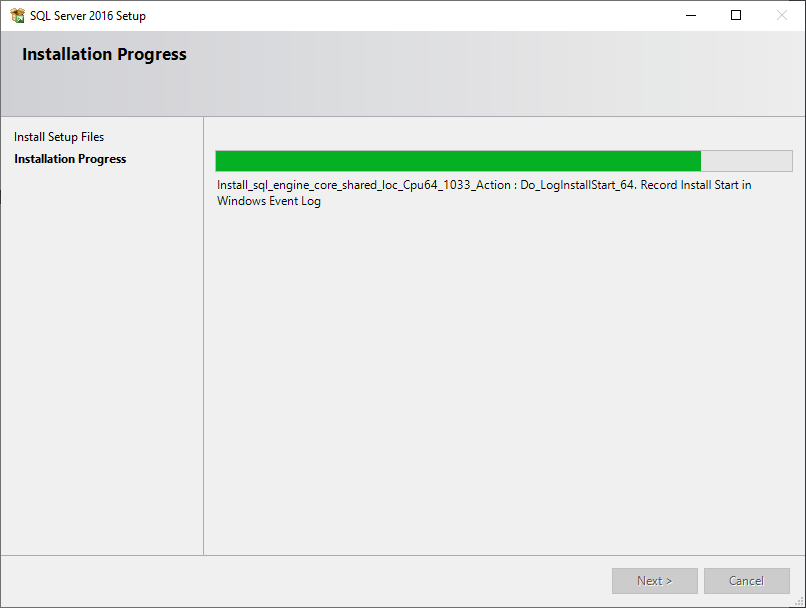 SQL Server 2016 Setup
Installation Progress
Install Setup Files
Installation Progress
Install_sql_engine_core_shared_loc_Cpu64_1033_Action : Do_LogInstallStart_64. Record Install Start in
Windows Event Log
Next >
Cancel